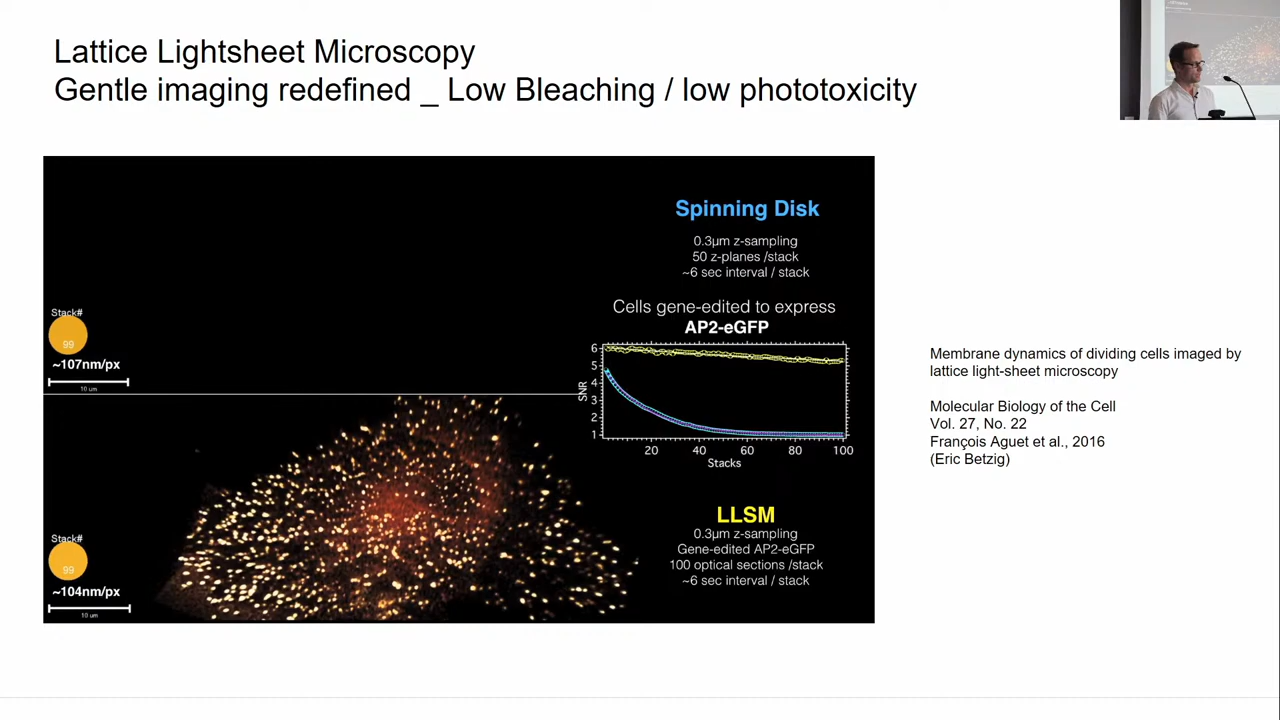 Lattice Lightsheet Microscopy
Gentle imaging redefined _ Low Bleaching / low phototoxicity
Spinning Disk
0.3µm z-sampling
50 z-planes /stack
~6 sec interval / stack
Cells gene-edited to express
AP2-eGFP
Stack#
99
~107nm/px
10 um
6
5
4
3
2
1
SNR
20 40 60 80 100
Stacks
LLSM
0.3µm z-sampling
Gene-edited AP2-eGFP
100 optical sections /stack
~6 sec interval / stack
Stack#
99
~104nm/px
10 um
Membrane dynamics of dividing cells imaged by
lattice light-sheet microscopy
Molecular Biology of the Cell
Vol. 27, No. 22
François Aguet et al., 2016
(Eric Betzig)